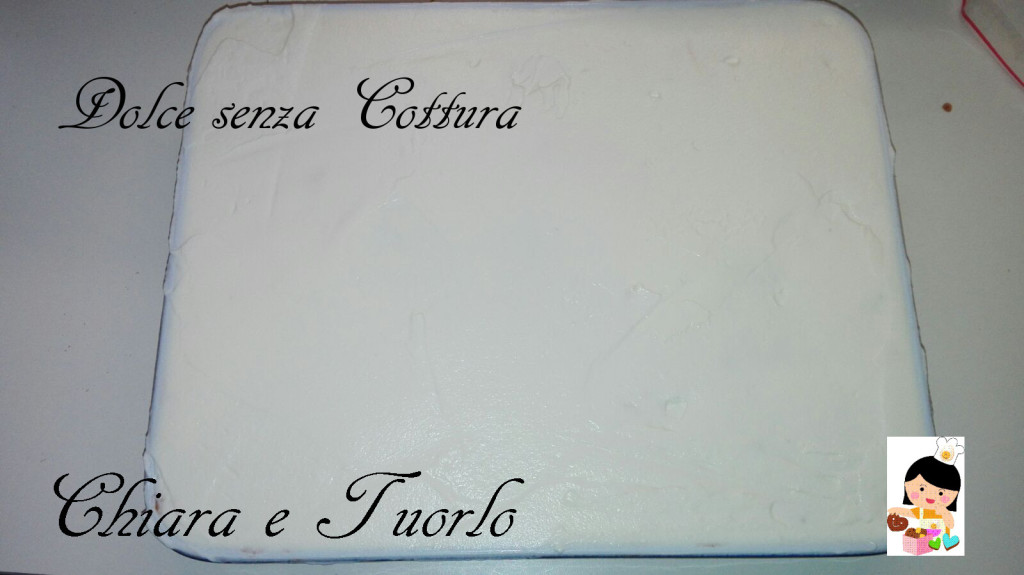 Dolce senza Cottura
Chiara e Tuorlo